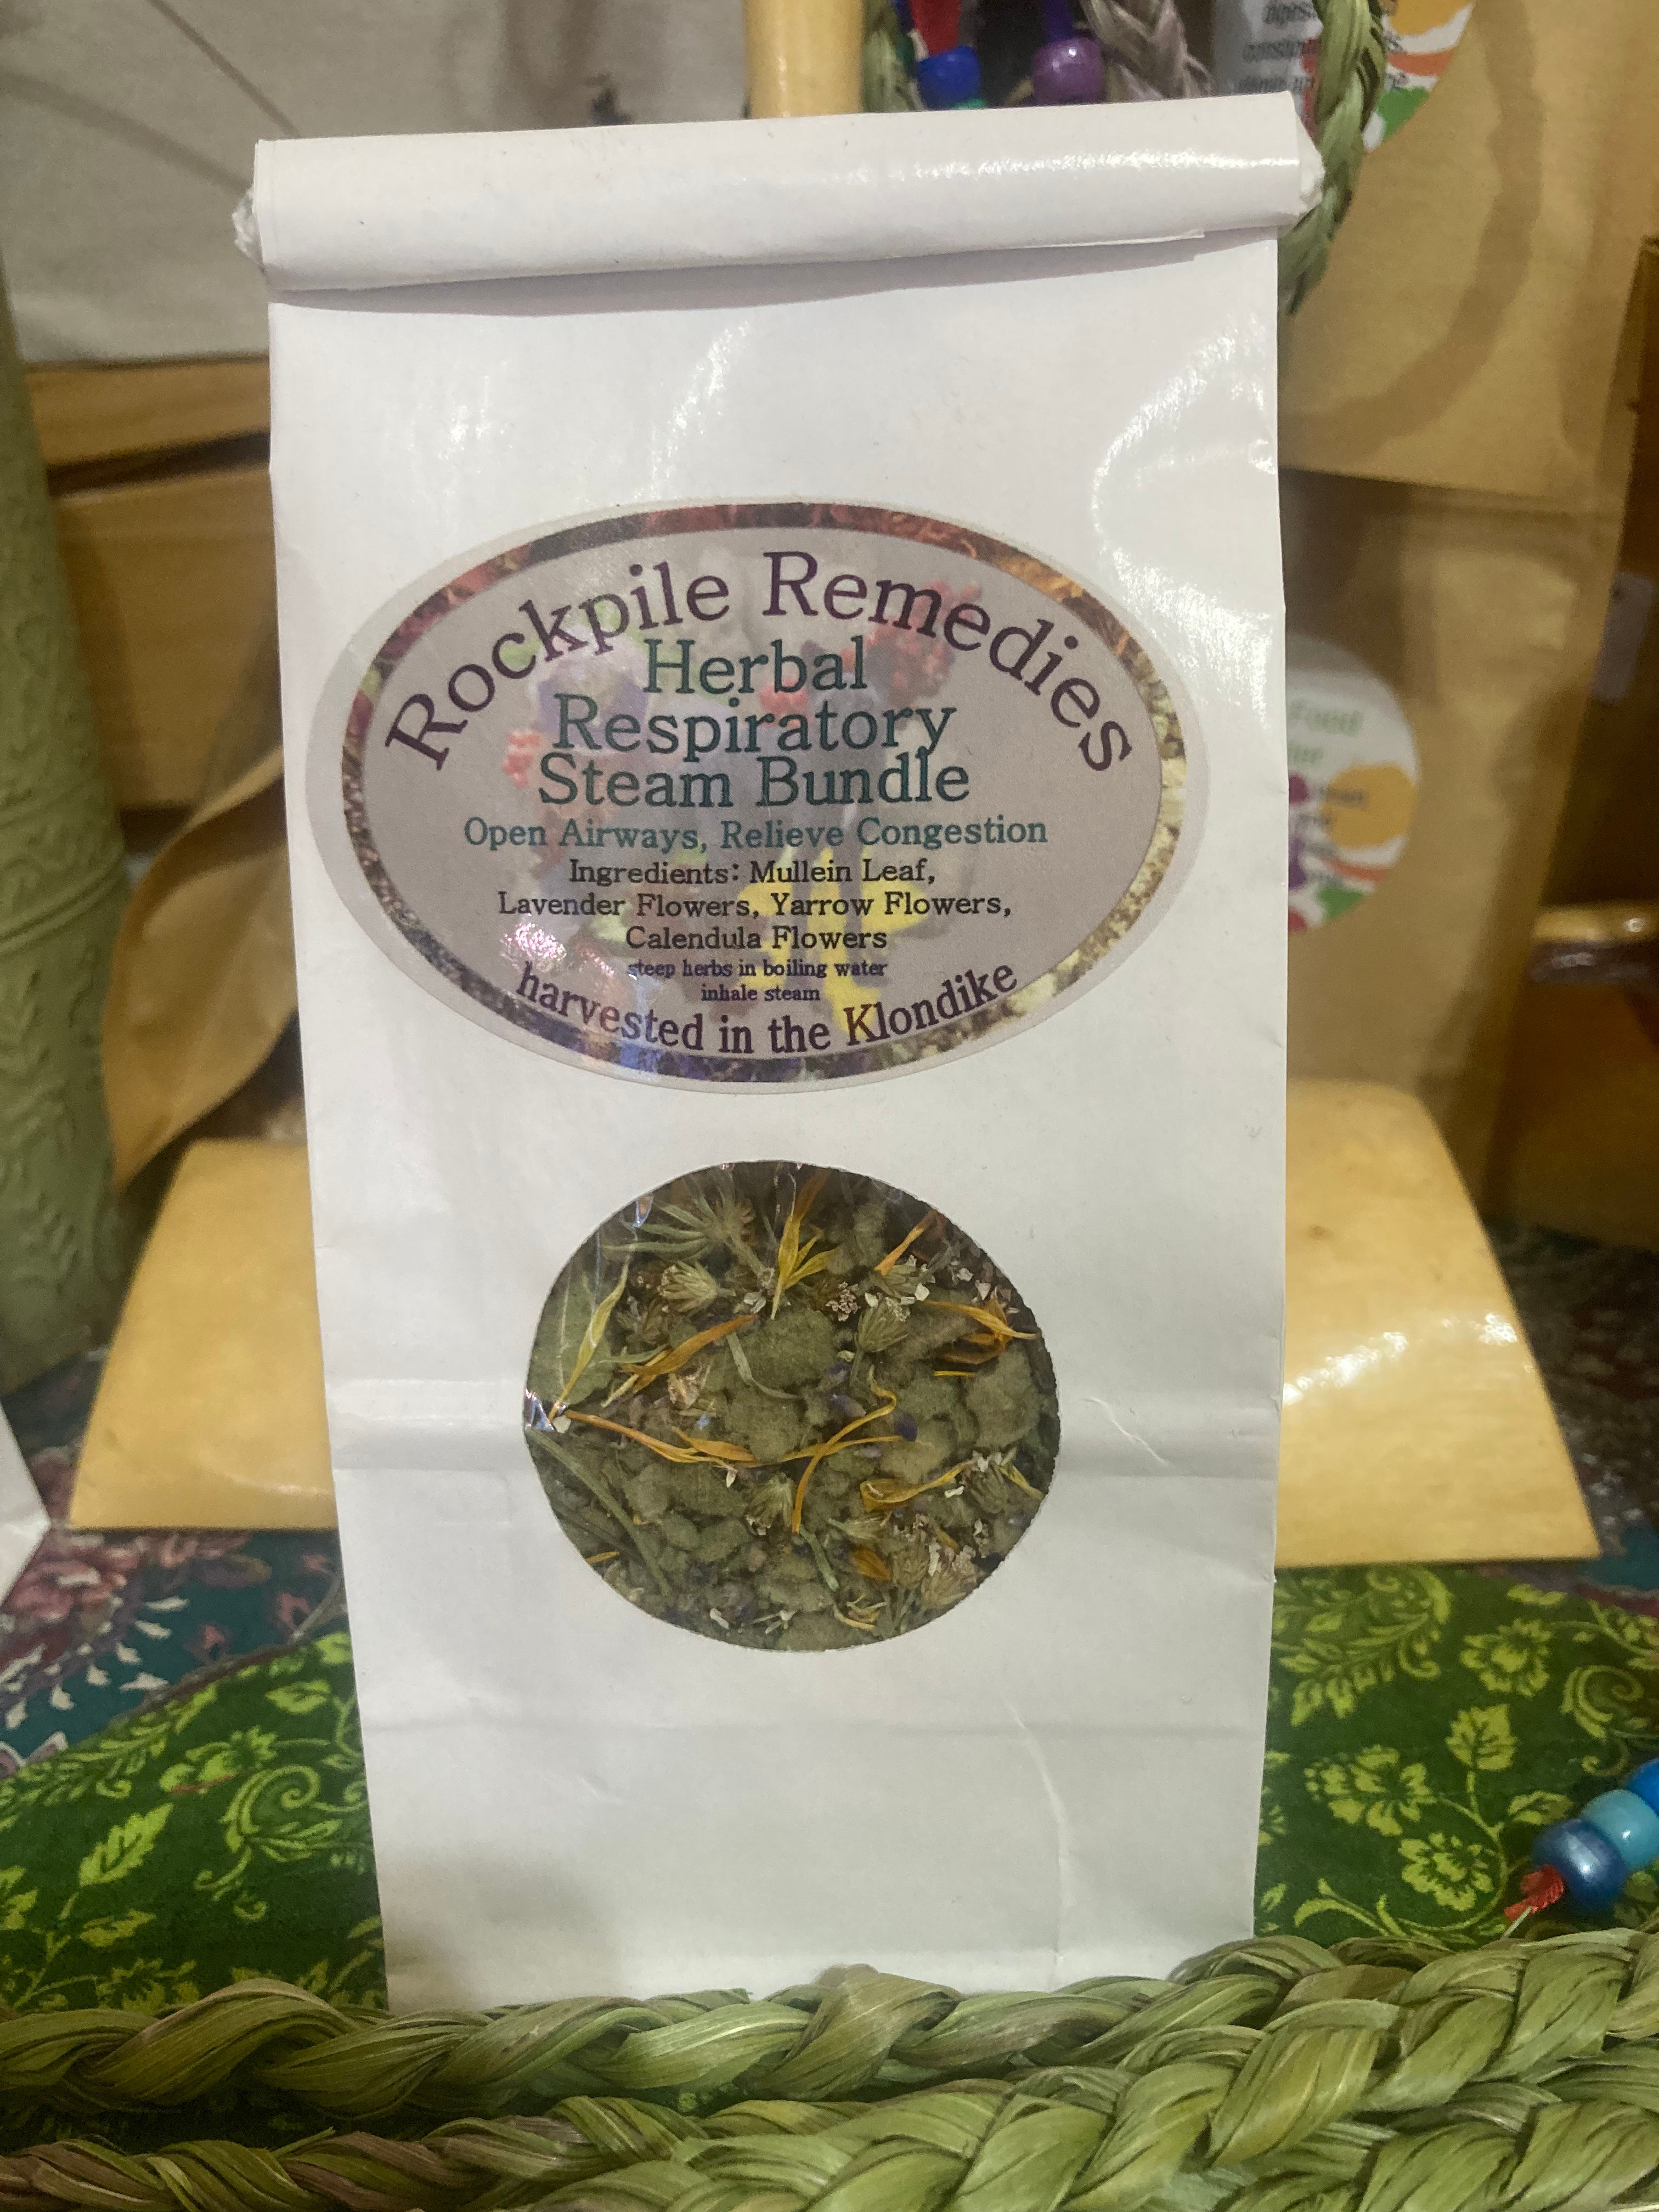 Rockpile Remedies
Herbal
Respiratory
Steam Bundle
Open Airways, Relieve Congestion
Ingredients: Mullein Leaf,
Lavender Flowers, Yarrow Flowers,
Calendula Flowers
steep herbs in boiling water
inhale steam
harvested in the Klondike
Food